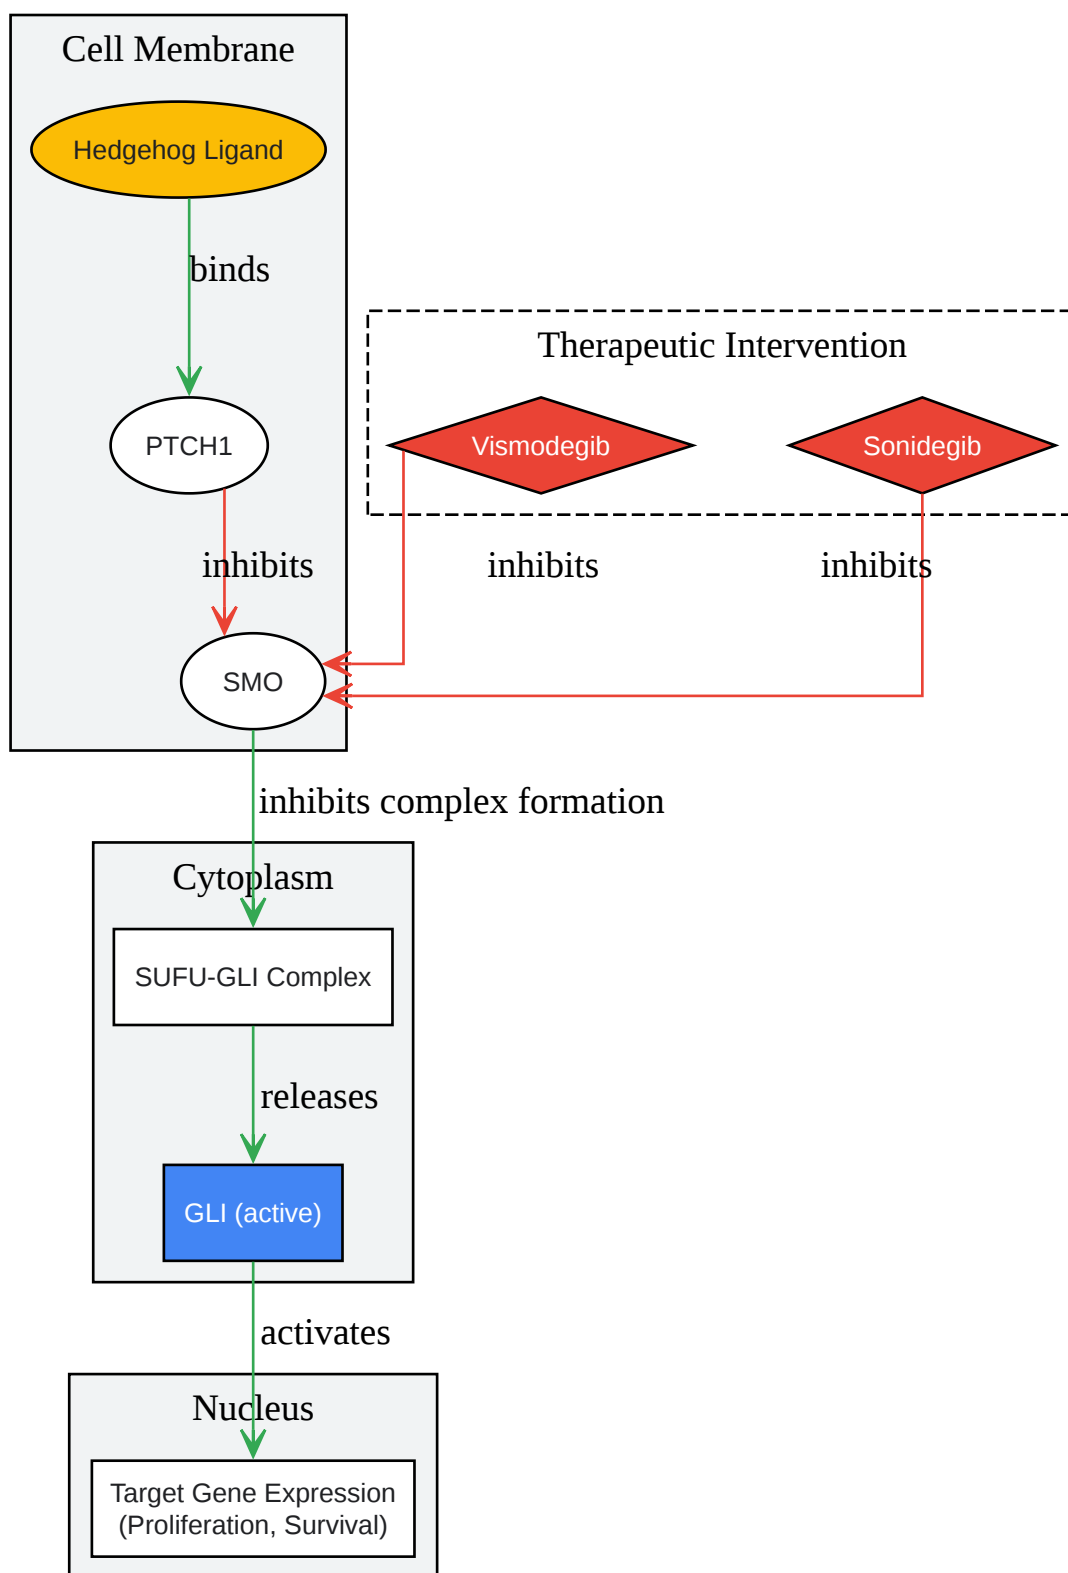 Cell Membrane
Hedgehog Ligand
binds
Therapeutic Intervention
PTCH1
Vismodegib
Sonidegib
inhibits
inhibits
inhibits
SMO
inhibits complex formation
Cytoplasm
SUFU-GLI Complex
releases
GLI (active)
activates
Nucleus
Target Gene Expression
(Proliferation, Survival)